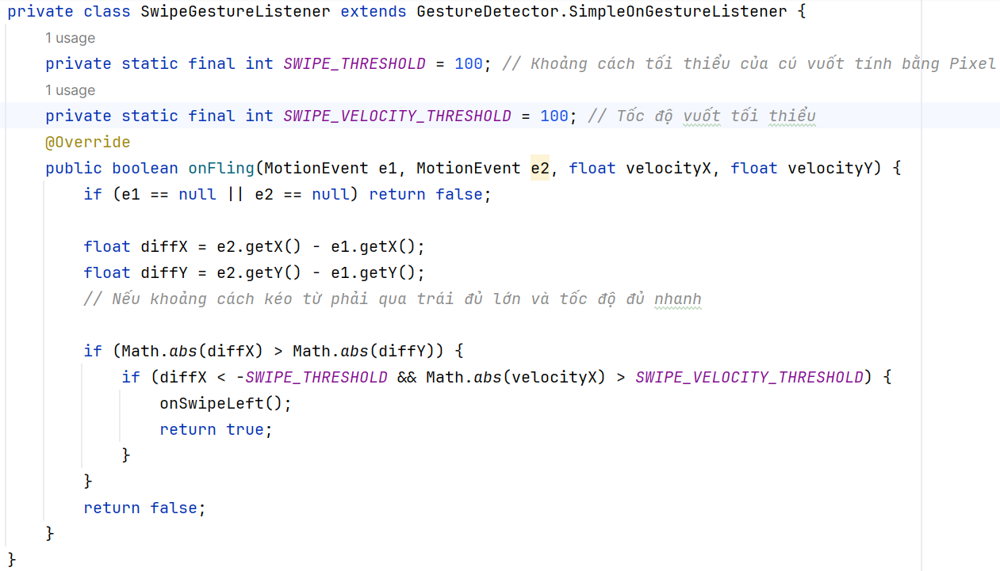 private class SwipeGestureListener extends GestureDetector.SimpleOnGestureListener {
1 usage
private static final int SWIPE_THRESHOLD = 100; // Khoảng cách tối thiểu của cú vuốt tính bằng Pixel
1 usage
private static final int SWIPE_VELOCITY_THRESHOLD = 100; // Tốc độ vuốt tối thiểu
@Override
public boolean onFling(MotionEvent e1, MotionEvent e2, float velocityX, float velocityY) {
if (e1 == null || e2 == null) return false;
float diffX = e2.getX() - e1.getX();
float diffY = e2.getY() - e1.getY();
// Nếu khoảng cách kéo từ phải qua trái đủ lớn và tốc độ đủ nhanh
if (Math.abs(diffX) > Math.abs(diffY)) {
if (diffX < -SWIPE_THRESHOLD && Math.abs(velocityX) > SWIPE_VELOCITY_THRESHOLD) {
onSwipeLeft();
return true;
}
}
return false;
}
}